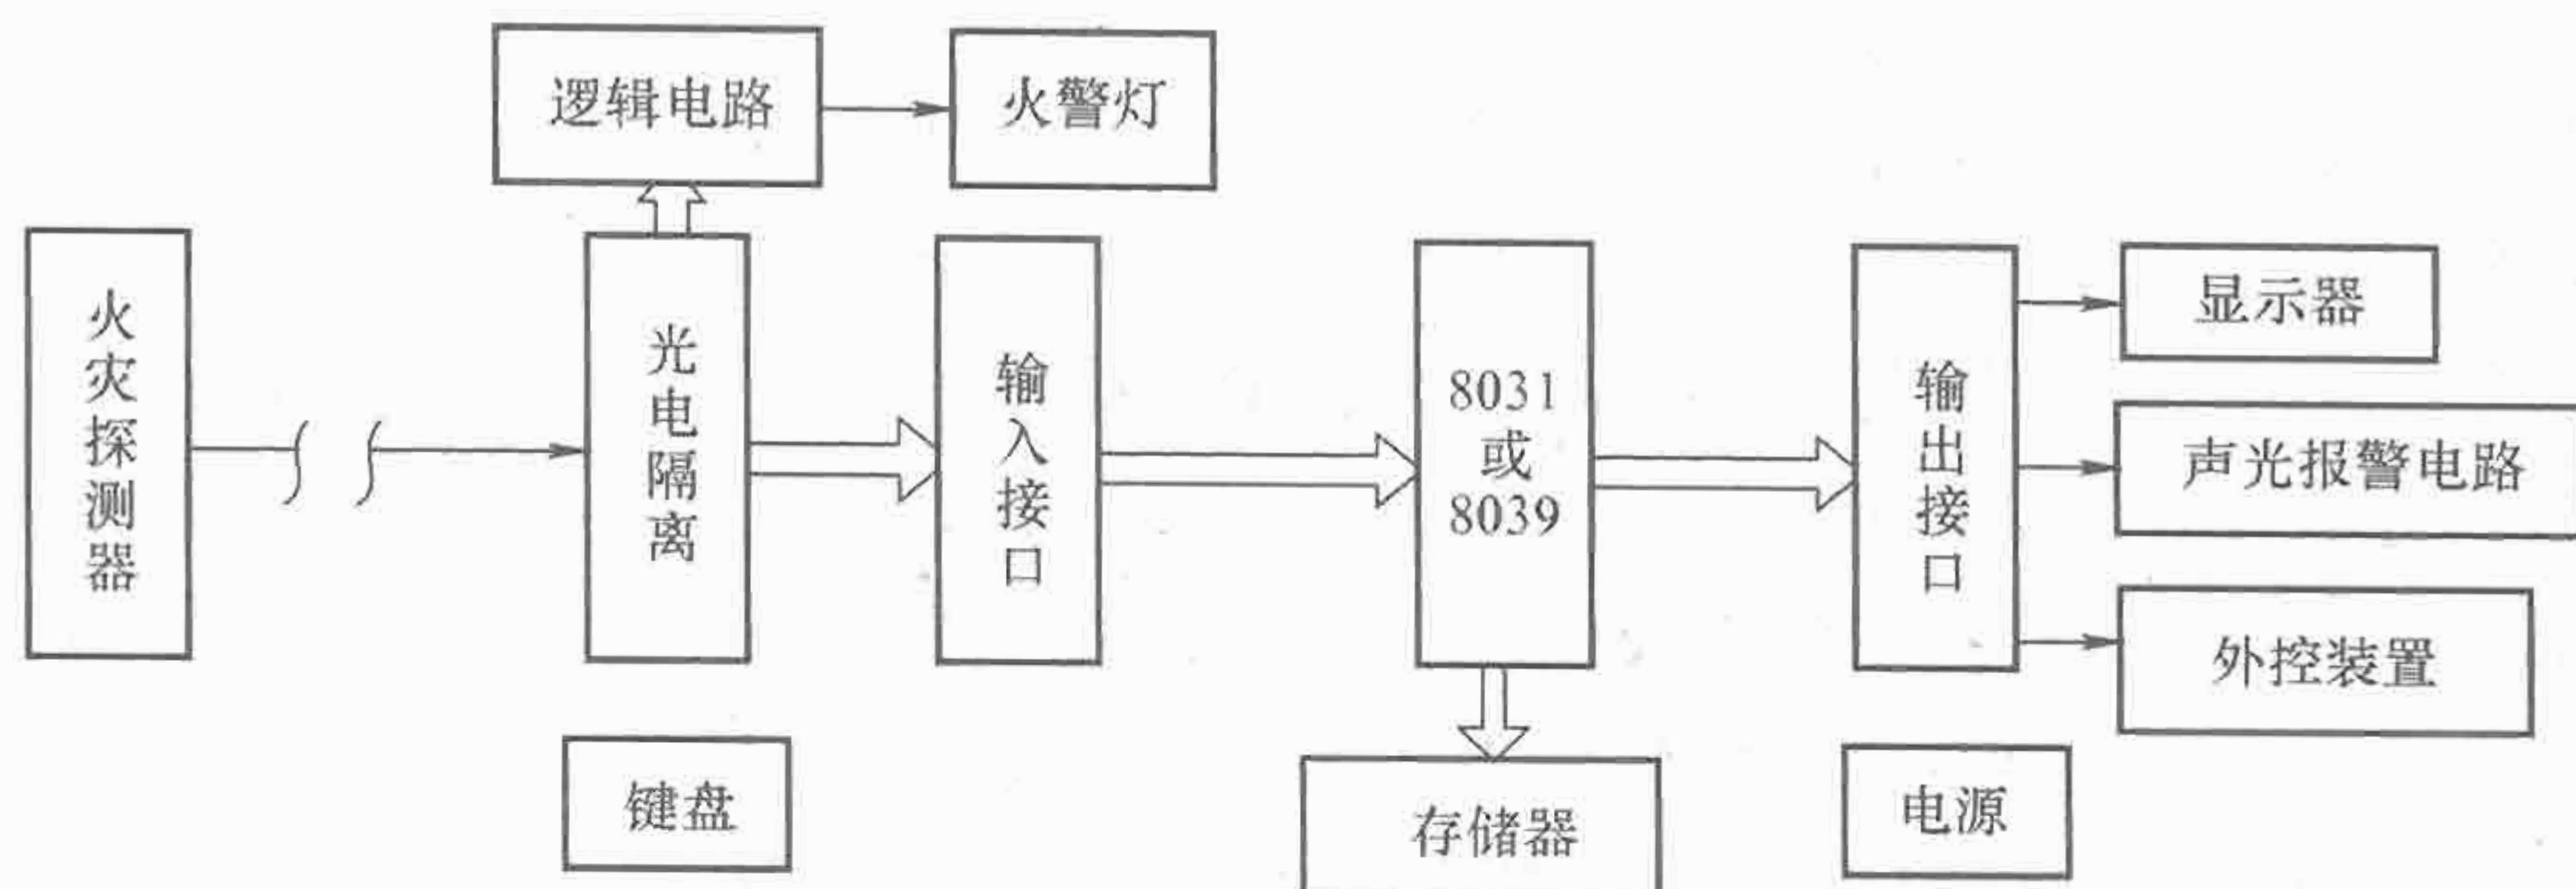 逻辑电路
火警灯
火灾探测器
光电隔离
输入接口
8031
或
8039
输出接口
显示器
声光报警电路
外控装置
键盘
存储器
电源